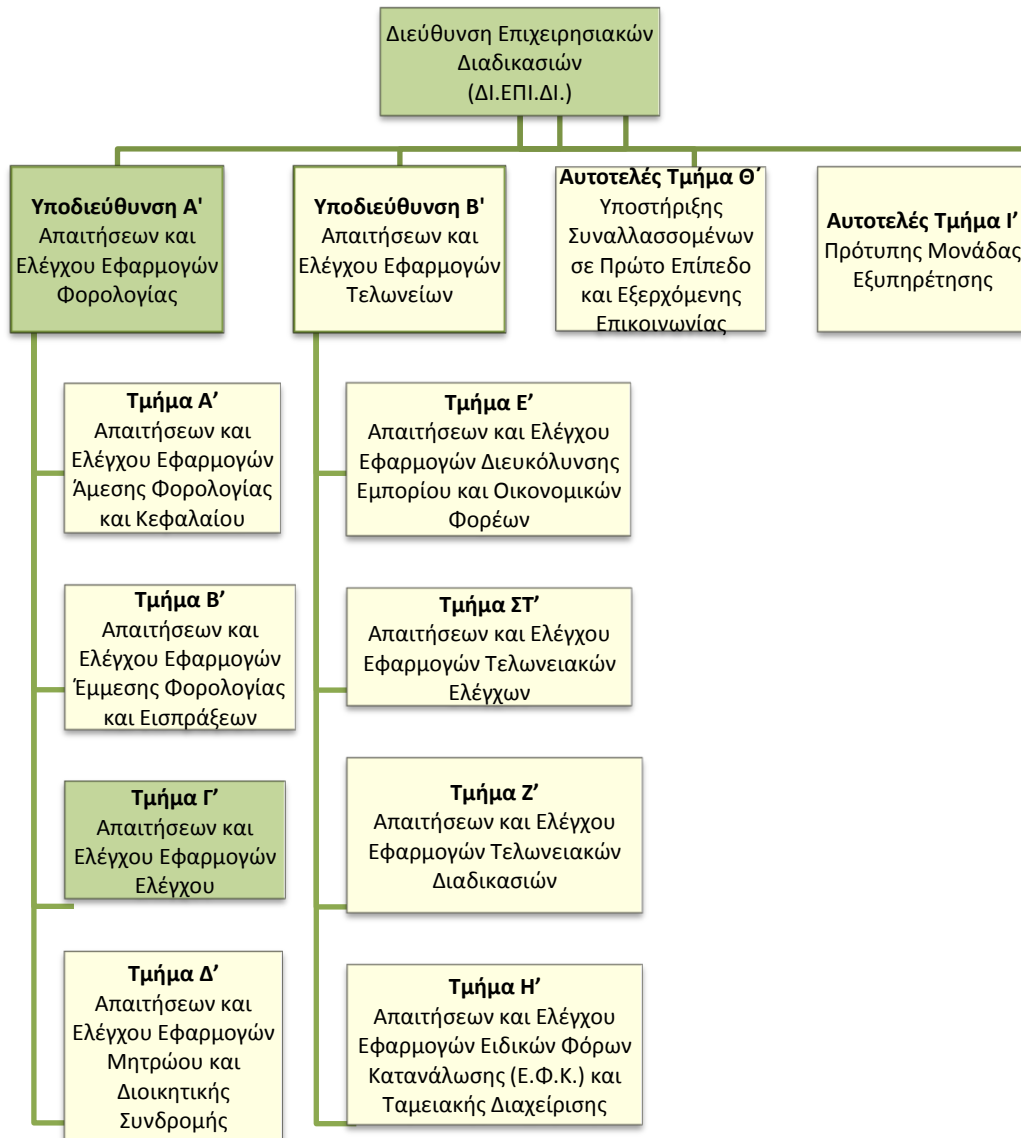 Διεύθυνση Επιχειρησιακών
Διαδικασιών
(ΔΙ.ΕΠΙ.ΔΙ.)
Υποδιεύθυνση Α'
Απαιτήσεων και
Ελέγχου Εφαρμογών
Φορολογίας
Υποδιεύθυνση Β'
Απαιτήσεων και
Ελέγχου Εφαρμογών
Τελωνείων
Αυτοτελές Τμήμα Θ΄
Υποστήριξης
Συναλλασσομένων
σε Πρώτο Επίπεδο
και Εξερχόμενης
Επικοινωνίας
Αυτοτελές Τμήμα Ι’
Πρότυπης Μονάδας
Εξυπηρέτησης
Τμήμα Α’
Απαιτήσεων και
Ελέγχου Εφαρμογών
Άμεσης Φορολογίας
και Κεφαλαίου
Τμήμα Β’
Απαιτήσεων και
Ελέγχου Εφαρμογών
Έμμεσης Φορολογίας
και Εισπράξεων
Τμήμα Γ’
Απαιτήσεων και
Ελέγχου Εφαρμογών
Ελέγχου
Τμήμα Δ’
Απαιτήσεων και
Ελέγχου Εφαρμογών
Μητρώου και
Διοικητικής
Συνδρομής
Τμήμα Ε’
Απαιτήσεων και Ελέγχου
Εφαρμογών Διευκόλυνσης
Εμπορίου και Οικονομικών
Φορέων
Τμήμα ΣΤ’
Απαιτήσεων και Ελέγχου
Εφαρμογών Τελωνειακών
Ελέγχων
Τμήμα Ζ’
Απαιτήσεων και Ελέγχου
Εφαρμογών Τελωνειακών
Διαδικασιών
Τμήμα Η’
Απαιτήσεων και Ελέγχου
Εφαρμογών Ειδικών Φόρων
Κατανάλωσης (Ε.Φ.Κ.) και
Ταμειακής Διαχείρισης